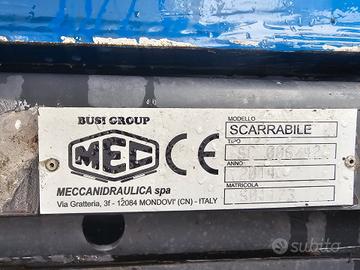 BUSI GROUP
MEC
CE
MECCANIDRAULICA spa
Via Gratteria, 3f - 12084 MONDOVI' (CN) - ITALY
MODELLO
SCARRABILE
TIPO
ANNO
MATRICOLA
subito